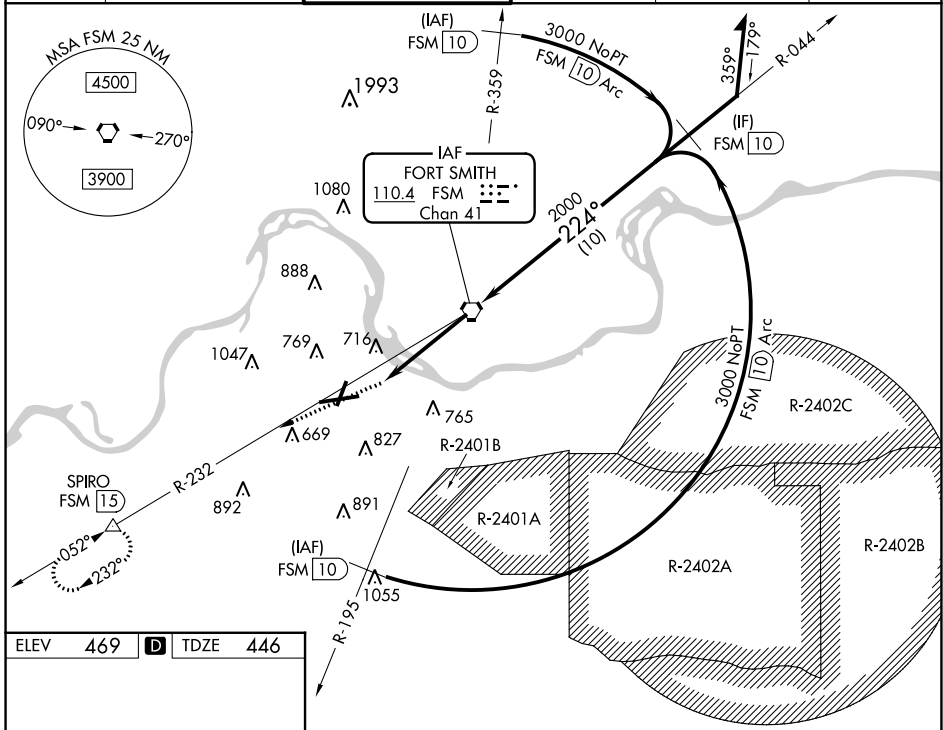 MSA FSM 25 NM
4500
090°
270°
3900
(IAF)
FSM 10
3000 NoPT
FSM 10 Arc
R-359
359°
179°
R-044
(IF)
FSM 10
1993
1080
IAF
FORT SMITH
110.4 FSM
Chan 41
2000
224°
(10)
888
1047
769
716
765
669
827
R-2401B
3000 NoPT
FSM 10 Arc
R-2402C
SPIRO
FSM 15
R-232
892
891
R-2401A
R-2402B
052°
232°
(IAF)
FSM 10
1055
R-195
R-2402A
ELEV 469 D TDZE 446